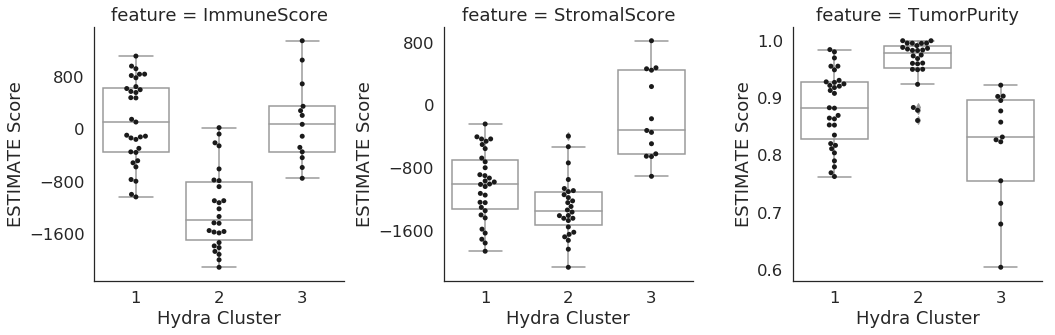 feature = ImmuneScore
ESTIMATE Score
800
0
−800
−1600
1 2 3
Hydra Cluster
feature = StromalScore
ESTIMATE Score
800
0
−800
−1600
1 2 3
Hydra Cluster
feature = TumorPurity
ESTIMATE Score
1.0
0.9
0.8
0.7
0.6
1 2 3
Hydra Cluster